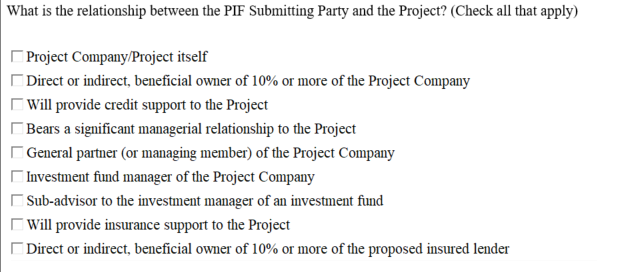 What is the relationship between the PIF Submitting Party and the Project? (Check all that apply)
Project Company/Project itself
Direct or indirect, beneficial owner of 10% or more of the Project Company
Will provide credit support to the Project
Bears a significant managerial relationship to the Project
General partner (or managing member) of the Project Company
Investment fund manager of the Project Company
Sub-advisor to the investment manager of an investment fund
Will provide insurance support to the Project
Direct or indirect, beneficial owner of 10% or more of the proposed insured lender